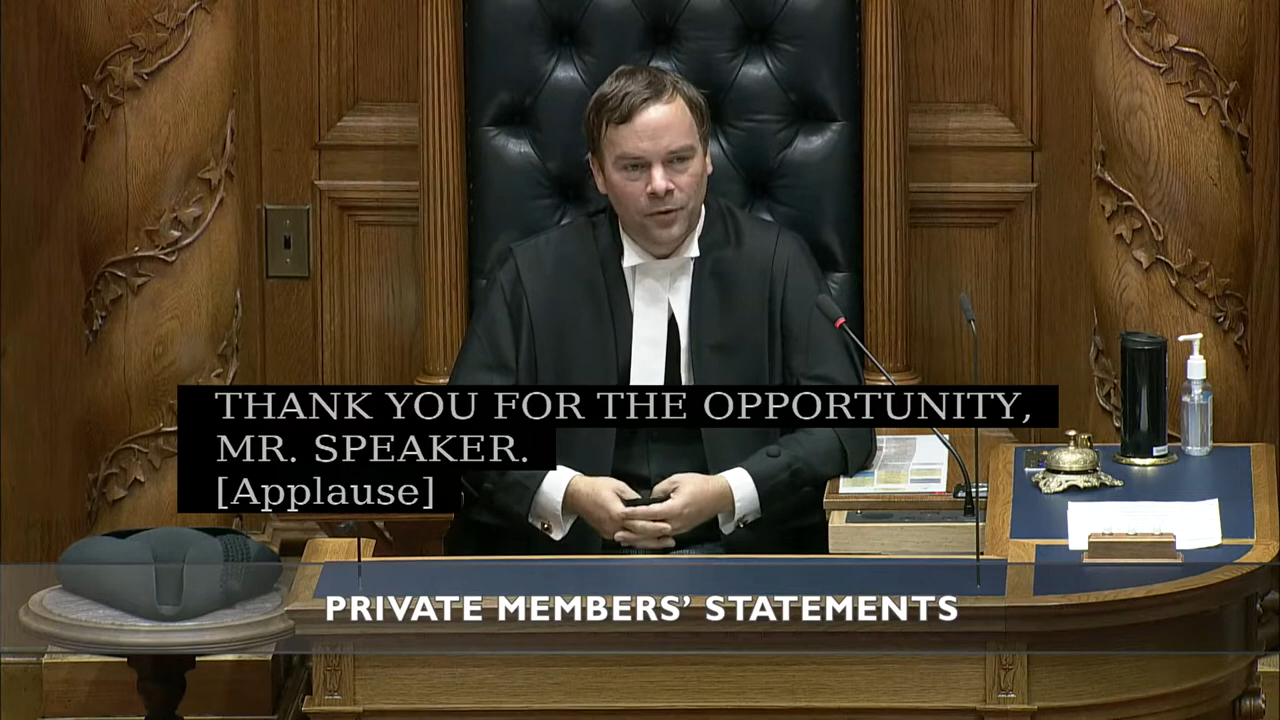 THANK YOU FOR THE OPPORTUNITY,
MR. SPEAKER.
[Applause]
PRIVATE MEMBERS’ STATEMENTS